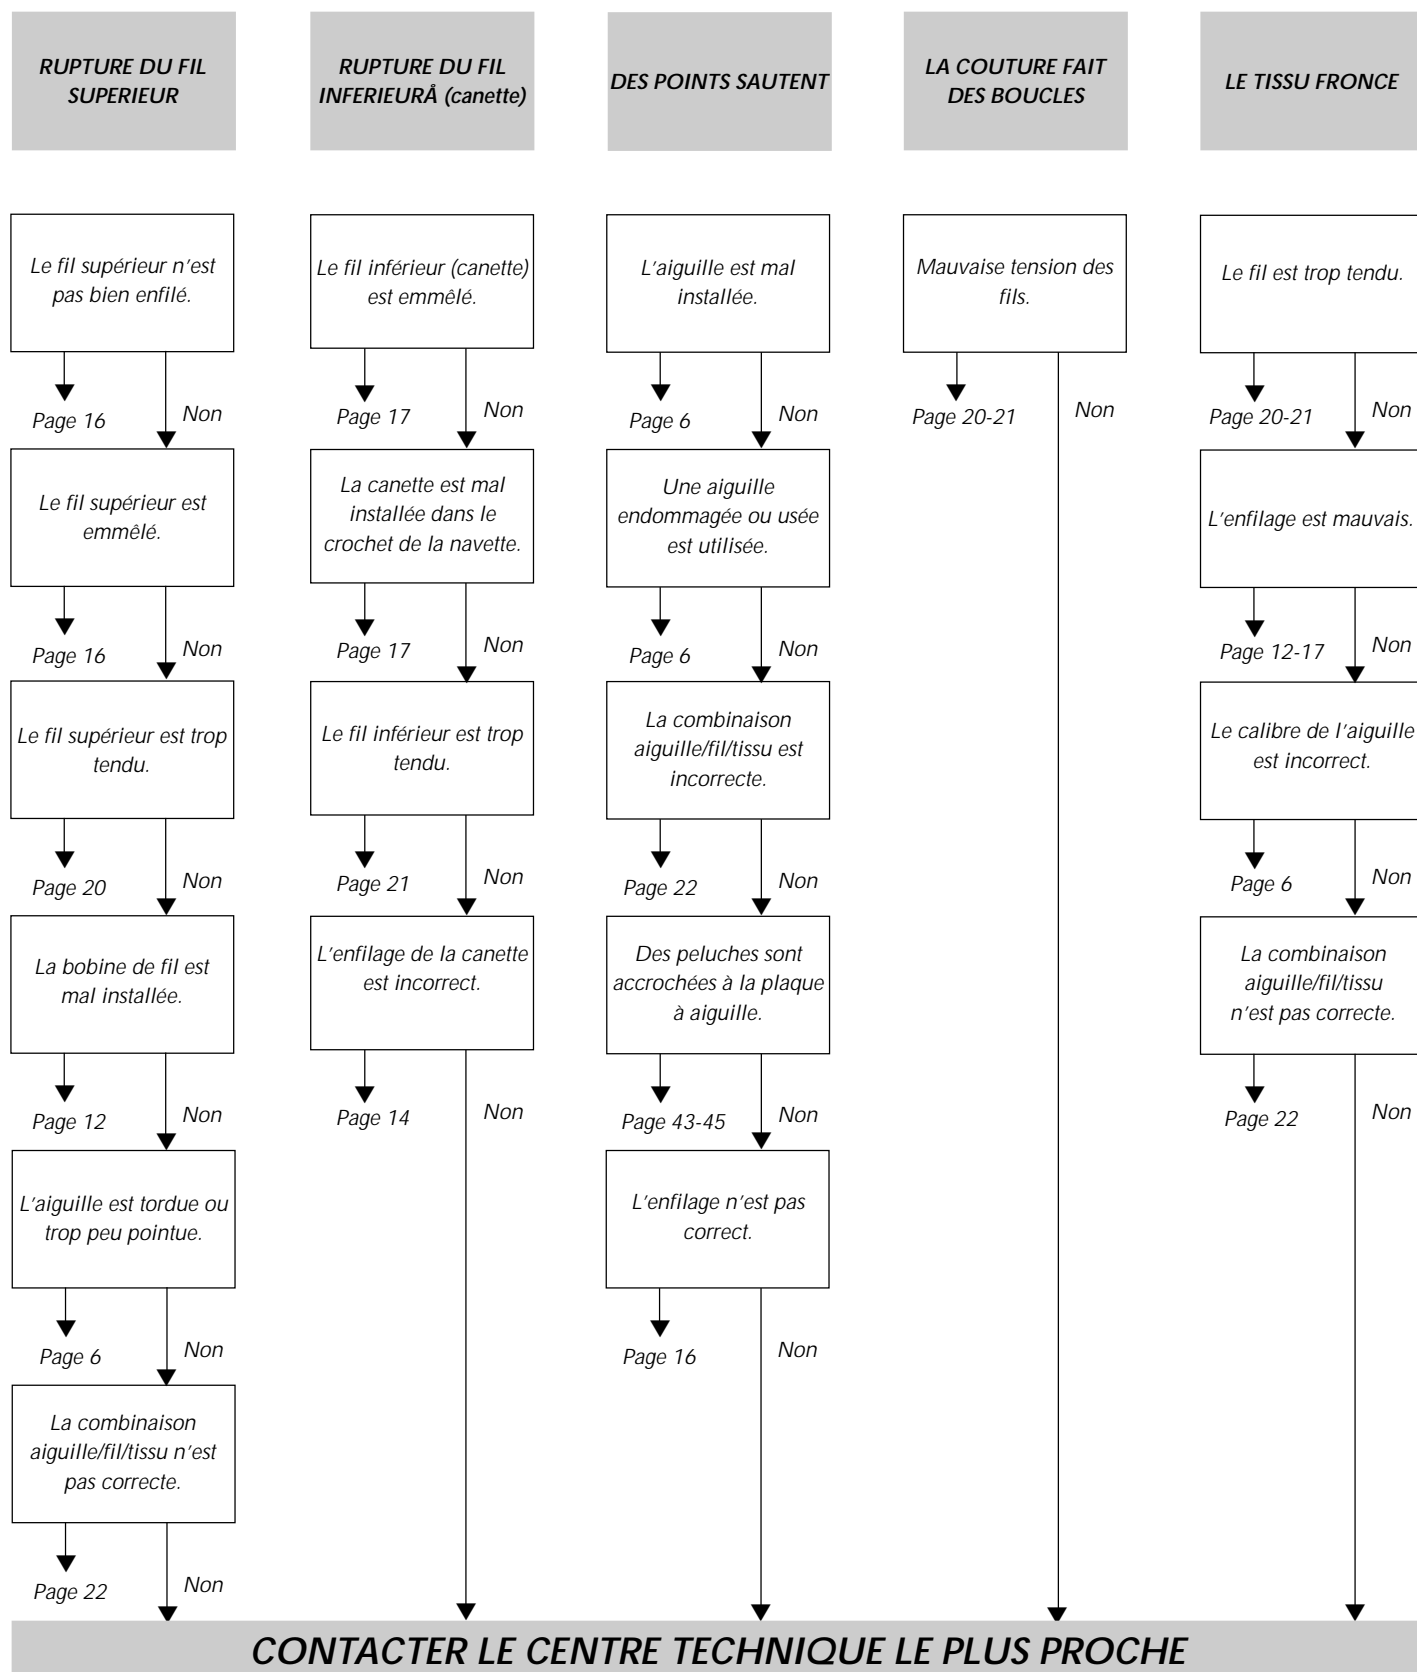 RUPTURE DU FIL
SUPERIEUR
Le fil supérieur n'est
pas bien enfilé.
Page 16
Non
Le fil supérieur est
emmêlé.
Page 16
Non
Le fil supérieur est trop
tendu.
Page 20
Non
La bobine de fil est
mal installée.
Page 12
Non
L'aiguille est tordue ou
trop peu pointue.
Page 6
Non
La combinaison
aiguille/fil/tissu n'est
pas correcte.
Page 22
Non
RUPTURE DU FIL
INFERIEURÅ (canette)
Le fil inférieur (canette)
est emmêlé.
Page 17
Non
La canette est mal
installée dans le
crochet de la navette.
Page 17
Non
Le fil inférieur est trop
tendu.
Page 21
Non
L'enfilage de la canette
est incorrect.
Page 14
Non
DES POINTS SAUTENT
L'aiguille est mal
installée.
Page 6
Non
Une aiguille
endommagée ou usée
est utilisée.
Page 6
Non
La combinaison
aiguille/fil/tissu est
incorrecte.
Page 22
Non
Des peluches sont
accrochées à la plaque
à aiguille.
Page 43-45
Non
L'enfilage n'est pas
correct.
Page 16
Non
LA COUTURE FAIT
DES BOUCLES
Mauvaise tension des
fils.
Page 20-21
Non
LE TISSU FRONCE
Le fil est trop tendu.
Page 20-21
Non
L'enfilage est mauvais.
Page 12-17
Non
Le calibre de l'aiguille
est incorrect.
Page 6
Non
La combinaison
aiguille/fil/tissu
n'est pas correcte.
Page 22
Non
CONTACTER LE CENTRE TECHNIQUE LE PLUS PROCHE